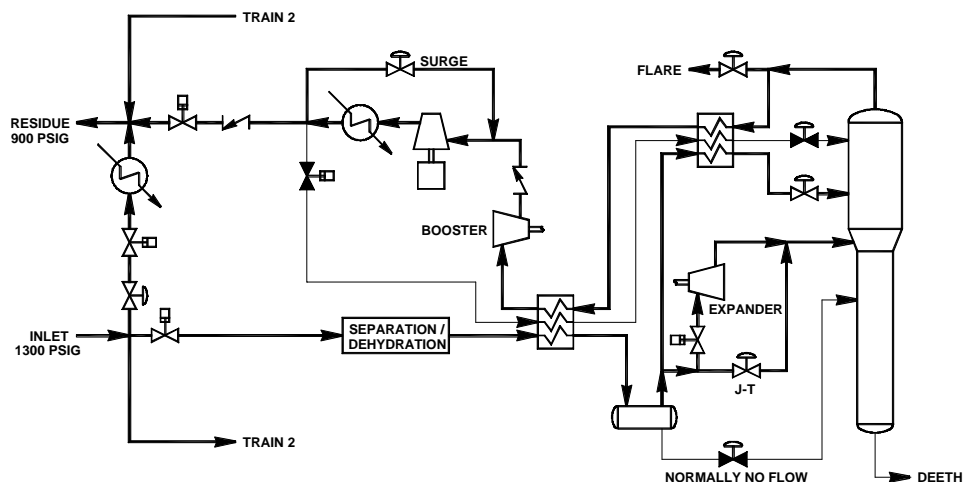 TRAIN 2
SURGE
FLARE
RESIDUE
900 PSIG
BOOSTER
EXPANDER
INLET
1300 PSIG
SEPARATION /
DEHYDRATION
J-T
TRAIN 2
NORMALLY NO FLOW
DEETH